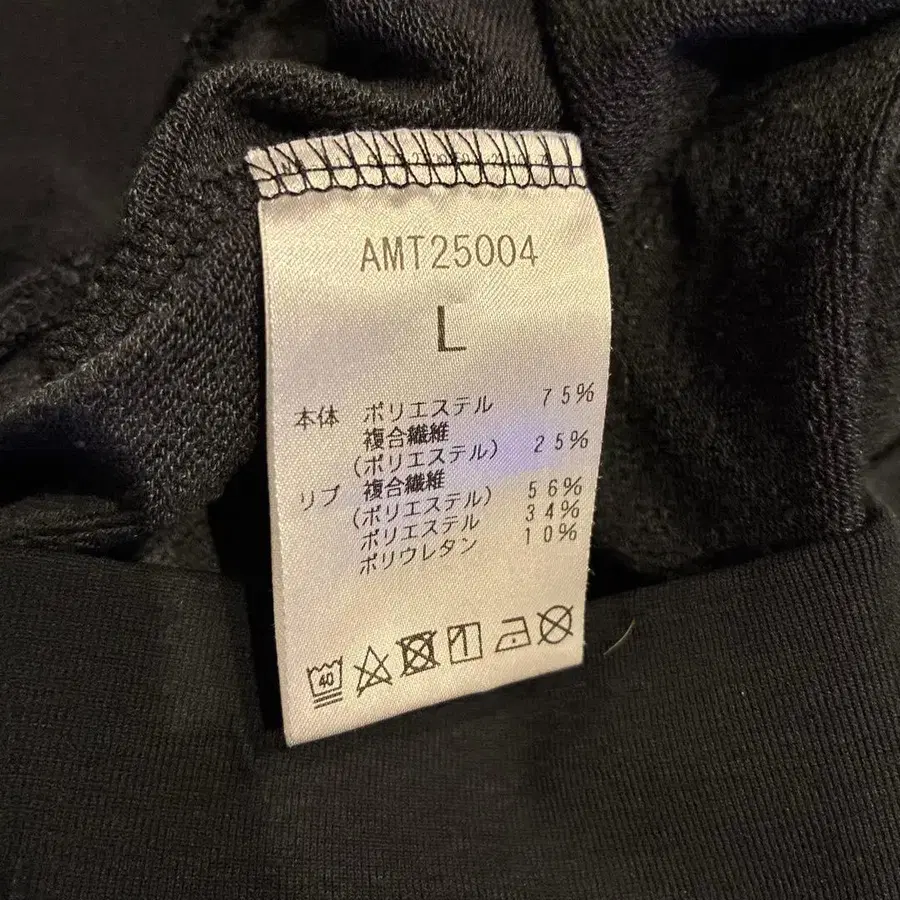 AMT25004
L
本体 ポリエステル 75%
複合繊維
(ポリエステル) 25%
リブ 複合繊維
(ポリエステル) 56%
ポリエステル 34%
ポリウレタン 10%
40